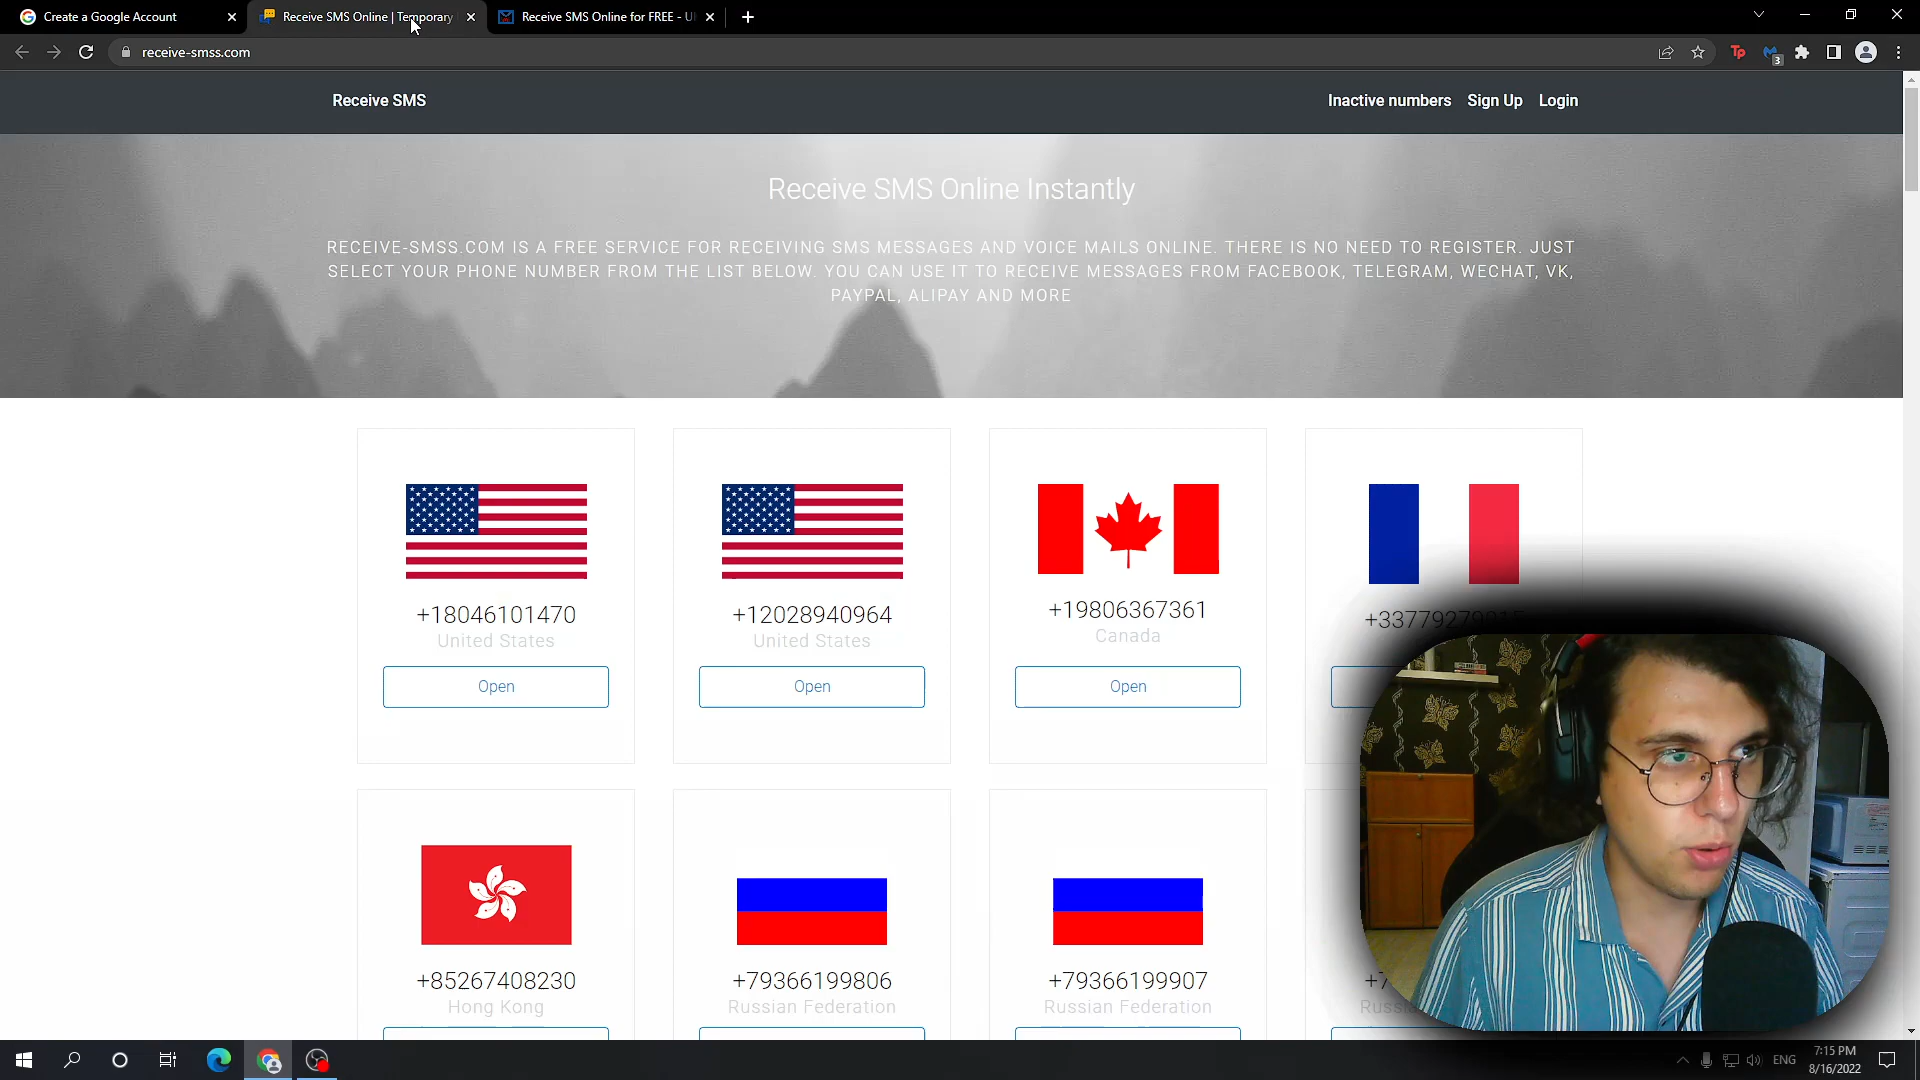 Create a Google Account
Receive SMS Online | Temporary
Receive SMS Online for FREE - U
receive-smss.com
Tp
3
Receive SMS
Inactive numbers Sign Up Login
Receive SMS Online Instantly
RECEIVE-SMSS.COM IS A FREE SERVICE FOR RECEIVING SMS MESSAGES AND VOICE MAILS ONLINE. THERE IS NO NEED TO REGISTER. JUST
SELECT YOUR PHONE NUMBER FROM THE LIST BELOW. YOU CAN USE IT TO RECEIVE MESSAGES FROM FACEBOOK, TELEGRAM, WECHAT, VK,
PAYPAL, ALIPAY AND MORE
+18046101470
United States
Open
+12028940964
United States
Open
+19806367361
Canada
Open
+85267408230
Hong Kong
+79366199806
Russian Federation
+79366199907
Russian Federation
ENG
7:15 PM
8/16/2022